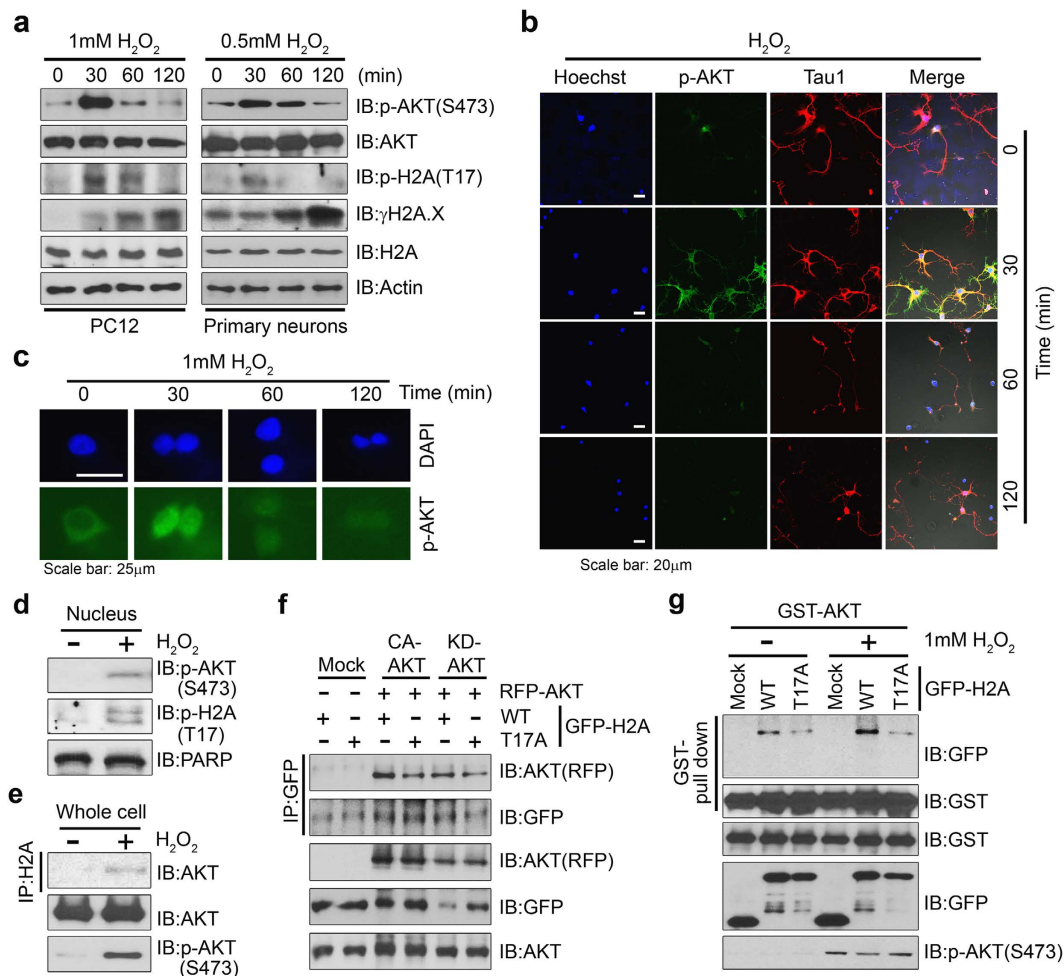 a
1mM H2O2
0.5mM H2O2
0 30 60 120
0 30 60 120 (min)
IB:p-AKT(S473)
IB:AKT
IB:p-H2A(T17)
IB:γH2A.X
IB:H2A
IB:Actin
PC12
Primary neurons
b
H2O2
Hoechst p-AKT Tau1 Merge
0
30
60
120
Time (min)
Scale bar: 20μm
c
1mM H2O2
0 30 60 120 Time (min)
DAPI
p-AKT
Scale bar: 25μm
d
Nucleus
- + H2O2
IB:p-AKT
(S473)
IB:p-H2A
(T17)
IB:PARP
e
Whole cell
- + H2O2
IP:H2A
IB:AKT
IB:AKT
IB:p-AKT
(S473)
f
Mock CA-AKT KD-AKT
- - + + + + RFP-AKT
+ - + - + - WT
- + - + - + T17A
GFP-H2A
IP:GFP
IB:AKT(RFP)
IB:GFP
IB:AKT(RFP)
IB:GFP
IB:AKT
g
GST-AKT
- + 1mM H2O2
Mock WT T17A Mock WT T17A GFP-H2A
GST-pull down
IB:GFP
IB:GST
IB:GST
IB:GFP
IB:p-AKT(S473)